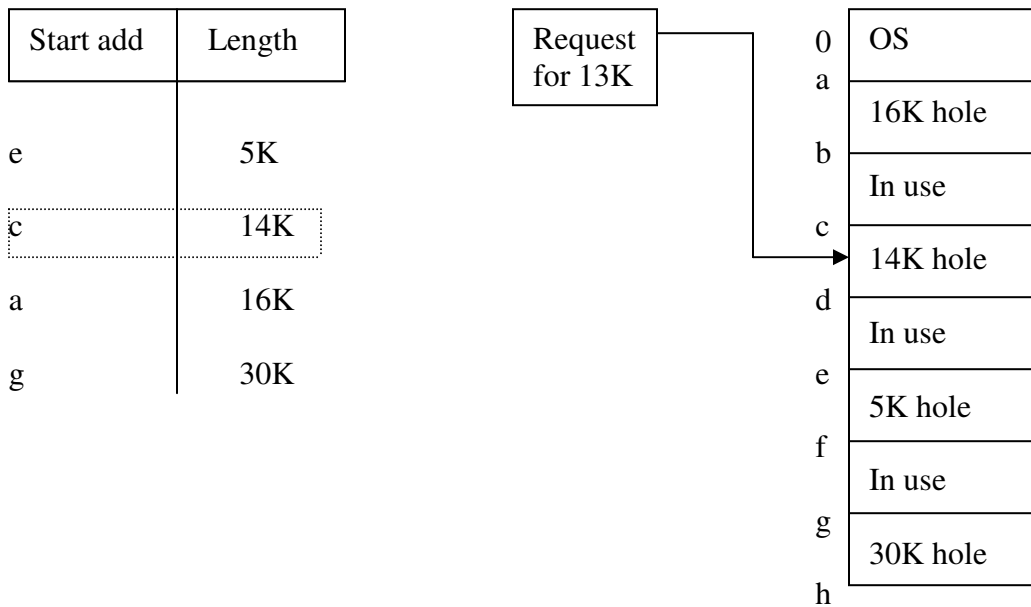 Start add Length
e 5K
c 14K
a 16K
g 30K
Request
for 13K
0 OS
a
16K hole
b
In use
c
14K hole
d
In use
e
5K hole
f
In use
g
30K hole
h